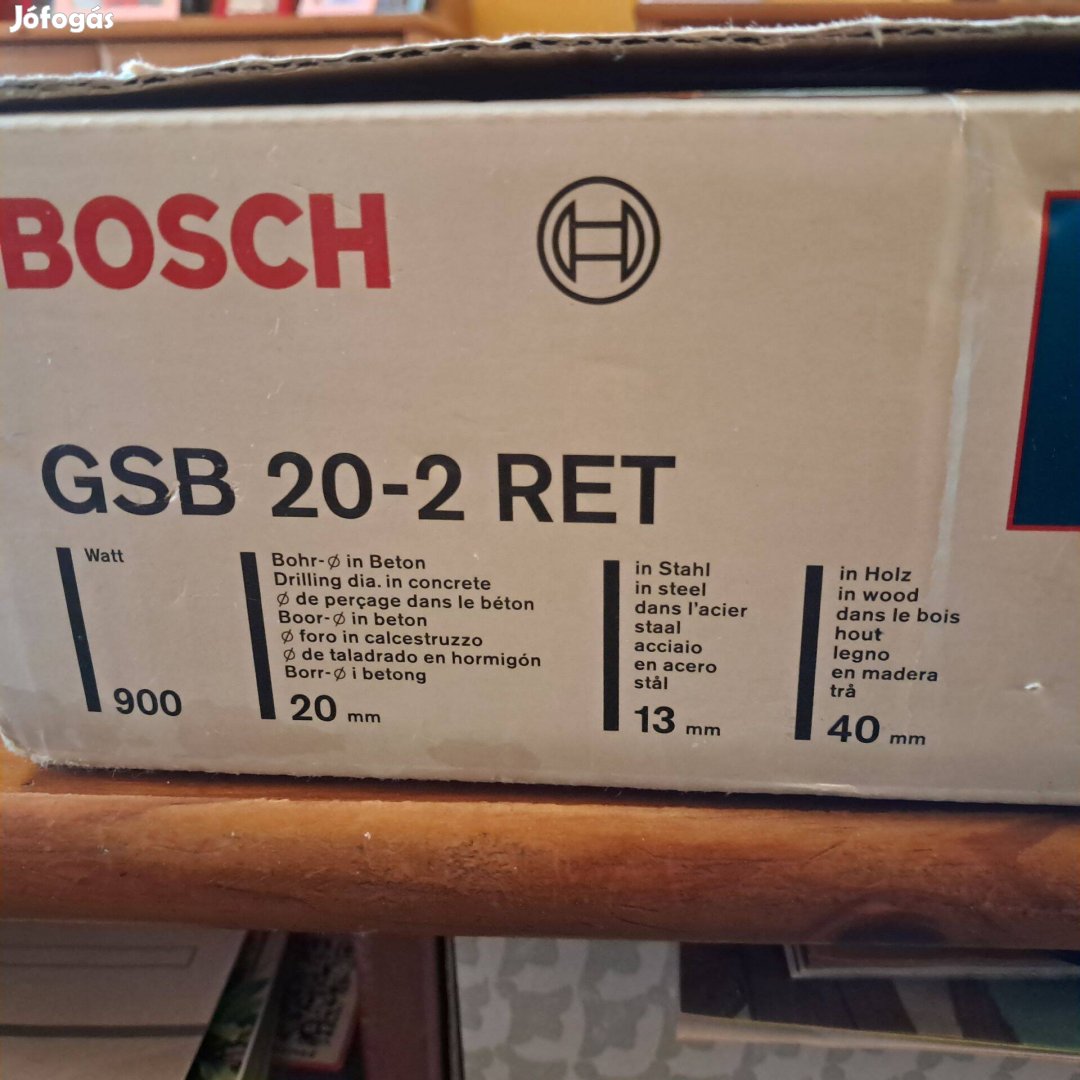 Jófogás
BOSCH
GSB 20-2 RET
Watt
900
Bohr-Ø in Beton
Drilling dia. in concrete
Ø de perçage dans le béton
Boor-Ø in beton
Ø foro in calcestruzzo
Ø de taladrado en hormigón
Borr-Ø i betong
20 mm
in Stahl
in steel
dans l'acier
staal
acciaio
en acero
stål
13 mm
in Holz
in wood
dans le bois
hout
legno
en madera
trå
40 mm